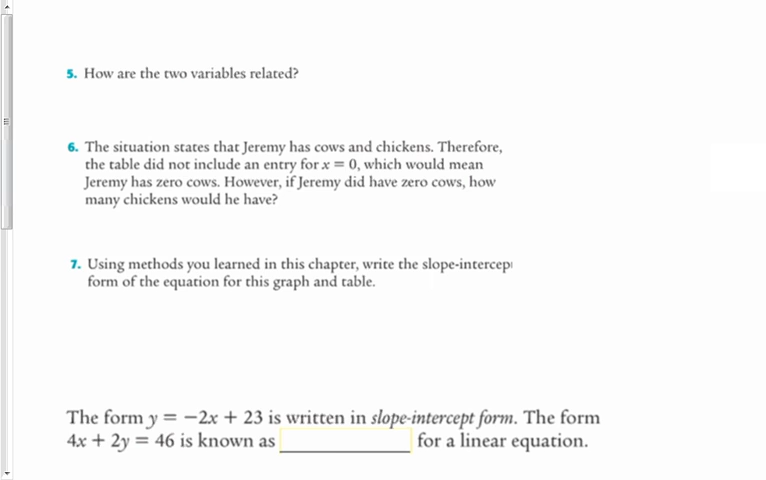 5. How are the two variables related?
6. The situation states that Jeremy has cows and chickens. Therefore,
the table did not include an entry for x = 0, which would mean
Jeremy has zero cows. However, if Jeremy did have zero cows, how
many chickens would he have?
7. Using methods you learned in this chapter, write the slope-intercep
form of the equation for this graph and table.
The form y = −2x + 23 is written in slope-intercept form. The form
4x + 2y = 46 is known as ____________ for a linear equation.